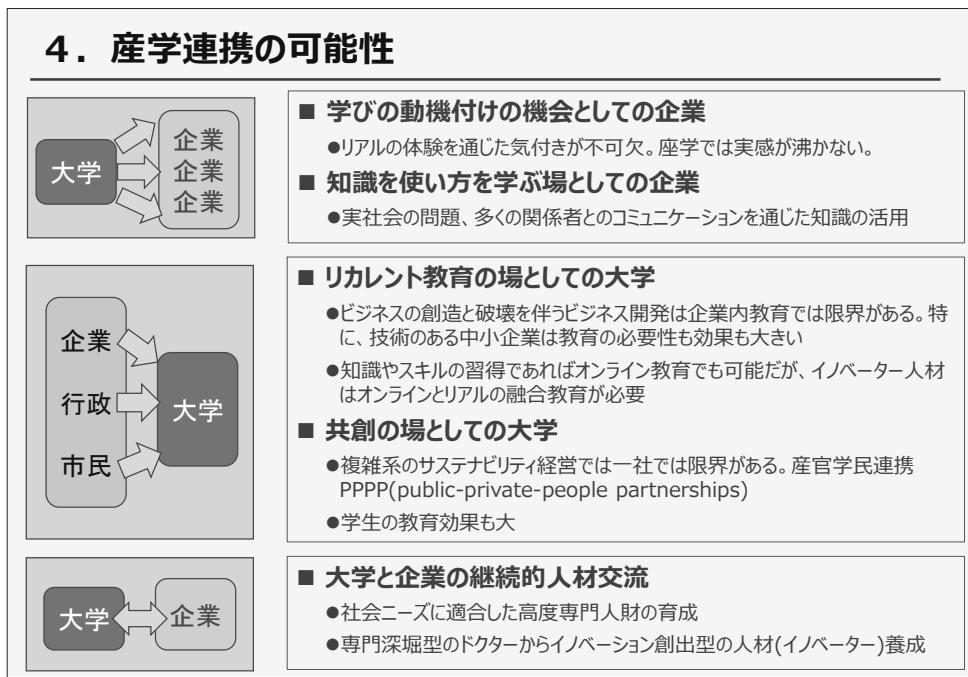 4．産学連携の可能性
大学
企業
企業
企業
■ 学びの動機付けの機会としての企業
●リアルの体験を通じた気付きが不可欠。座学では実感が沸かない。
■ 知識を使い方を学ぶ場としての企業
●実社会の問題、多くの関係者とのコミュニケーションを通じた知識の活用
企業
行政
市民
大学
■ リカレント教育の場としての大学
●ビジネスの創造と破壊を伴うビジネス開発は企業内教育では限界がある。特
に、技術のある中小企業は教育の必要性も効果も大きい
●知識やスキルの習得であればオンライン教育でも可能だが、イノベーター人材
はオンラインとリアルの融合教育が必要
■ 共創の場としての大学
●複雑系のサステナビリティ経営では一社では限界がある。産官学民連携
PPPP(public-private-people partnerships)
●学生の教育効果も大
大学
企業
■ 大学と企業の継続的人材交流
●社会ニーズに適合した高度専門人財の育成
●専門深堀型のドクターからイノベーション創出型の人材(イノベーター)養成